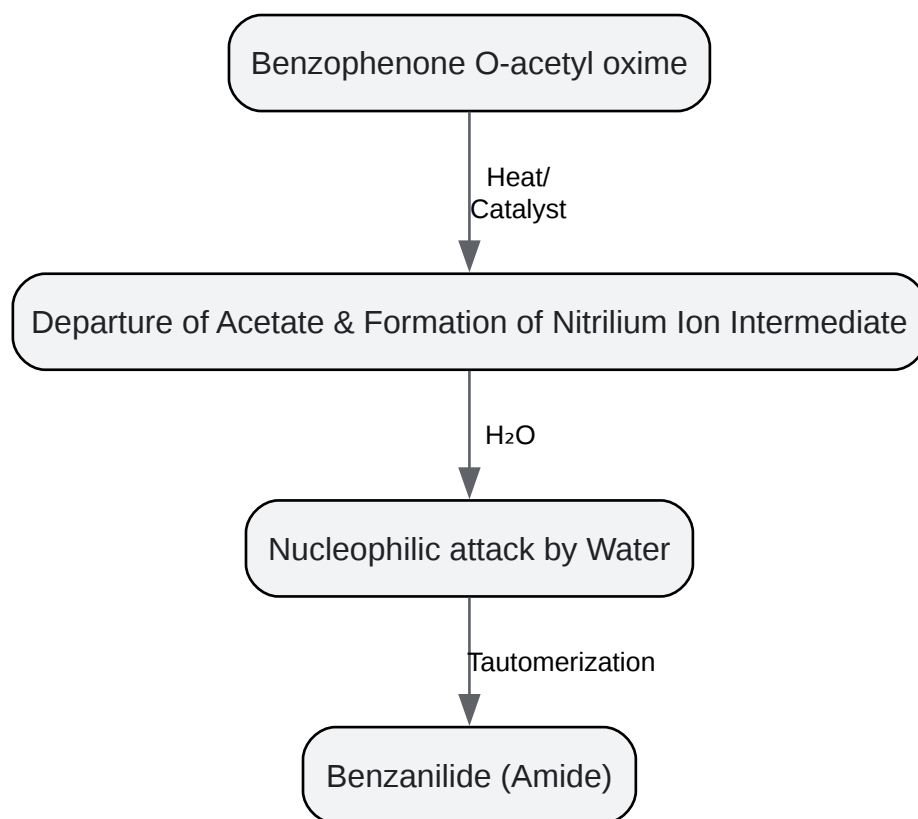 Benzophenone O-acetyl oxime
Heat/
Catalyst
Departure of Acetate & Formation of Nitrilium Ion Intermediate
H₂O
Nucleophilic attack by Water
Tautomerization
Benzanilide (Amide)